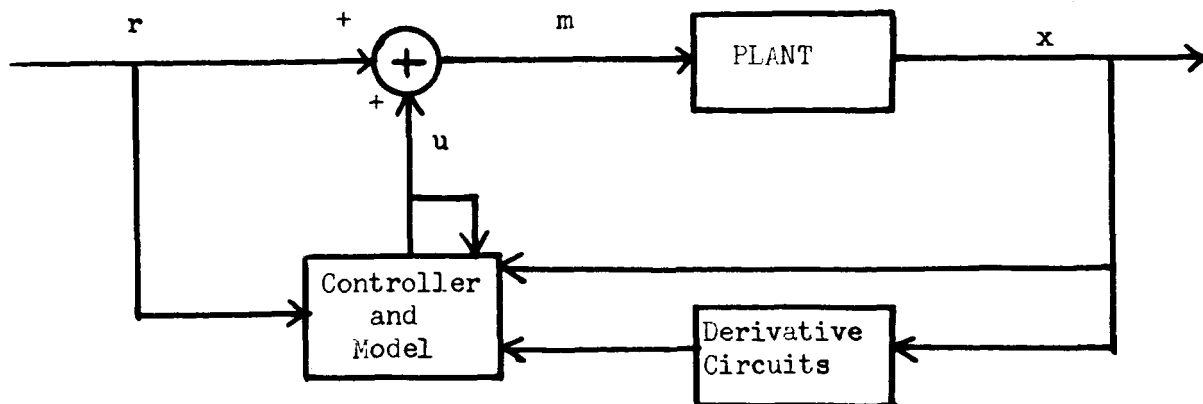 r
+
m
PLANT
x
+
+
u
Controller
and
Model
Derivative
Circuits